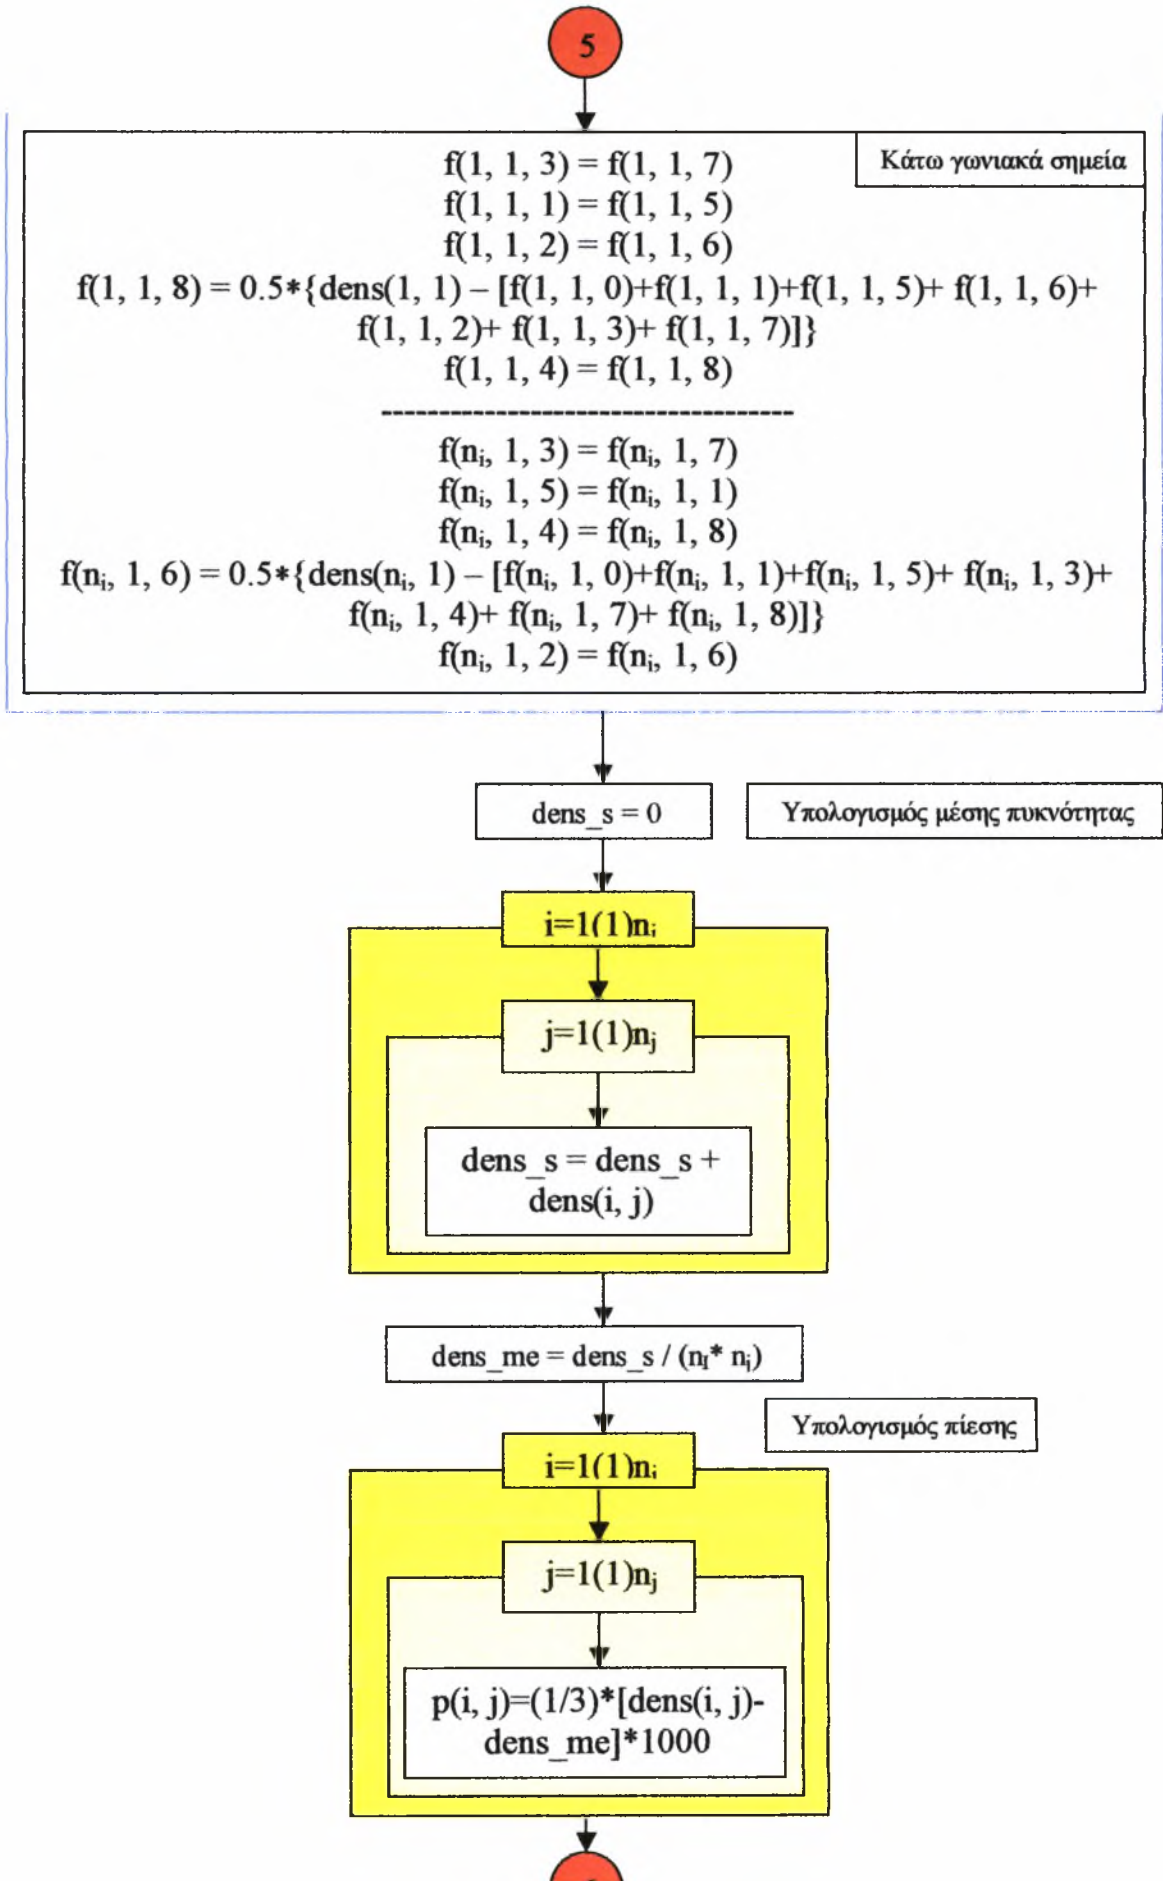 5
Κάτω γωνιακά σημεία
f(1, 1, 3) = f(1, 1, 7)
f(1, 1, 1) = f(1, 1, 5)
f(1, 1, 2) = f(1, 1, 6)
f(1, 1, 8) = 0.5*{dens(1, 1) – [f(1, 1, 0)+f(1, 1, 1)+f(1, 1, 5)+ f(1, 1, 6)+
f(1, 1, 2)+ f(1, 1, 3)+ f(1, 1, 7)]}
f(1, 1, 4) = f(1, 1, 8)
------------------------------------
f(nᵢ, 1, 3) = f(nᵢ, 1, 7)
f(nᵢ, 1, 5) = f(nᵢ, 1, 1)
f(nᵢ, 1, 4) = f(nᵢ, 1, 8)
f(nᵢ, 1, 6) = 0.5*{dens(nᵢ, 1) – [f(nᵢ, 1, 0)+f(nᵢ, 1, 1)+f(nᵢ, 1, 5)+ f(nᵢ, 1, 3)+
f(nᵢ, 1, 4)+ f(nᵢ, 1, 7)+ f(nᵢ, 1, 8)]}
f(nᵢ, 1, 2) = f(nᵢ, 1, 6)
dens_s = 0
Υπολογισμός μέσης πυκνότητας
i=1(1)nᵢ
j=1(1)nⱼ
dens_s = dens_s +
dens(i, j)
dens_me = dens_s / (n_I* nⱼ)
Υπολογισμός πίεσης
i=1(1)nᵢ
j=1(1)nⱼ
p(i, j)=(1/3)*[dens(i, j)-
dens_me]*1000